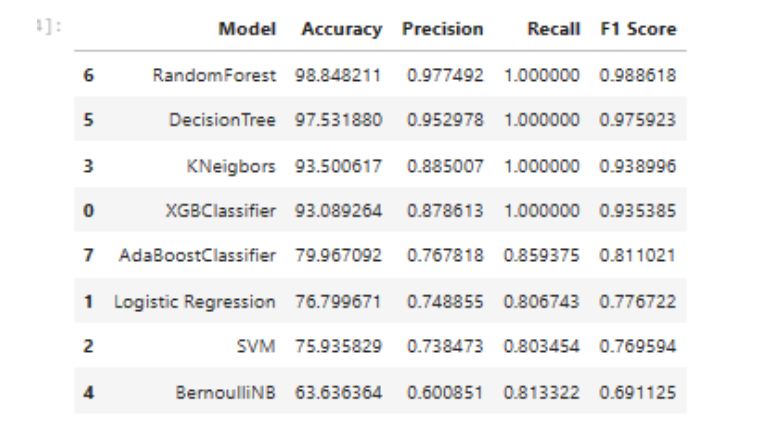 4]:
Model Accuracy Precision Recall F1 Score
6 RandomForest 98.848211 0.977492 1.000000 0.988618
5 DecisionTree 97.531880 0.952978 1.000000 0.975923
3 KNeigbors 93.500617 0.885007 1.000000 0.938996
0 XGBClassifier 93.089264 0.878613 1.000000 0.935385
7 AdaBoostClassifier 79.967092 0.767818 0.859375 0.811021
1 Logistic Regression 76.799671 0.748855 0.806743 0.776722
2 SVM 75.935829 0.738473 0.803454 0.769594
4 BernoulliNB 63.636364 0.600851 0.813322 0.691125